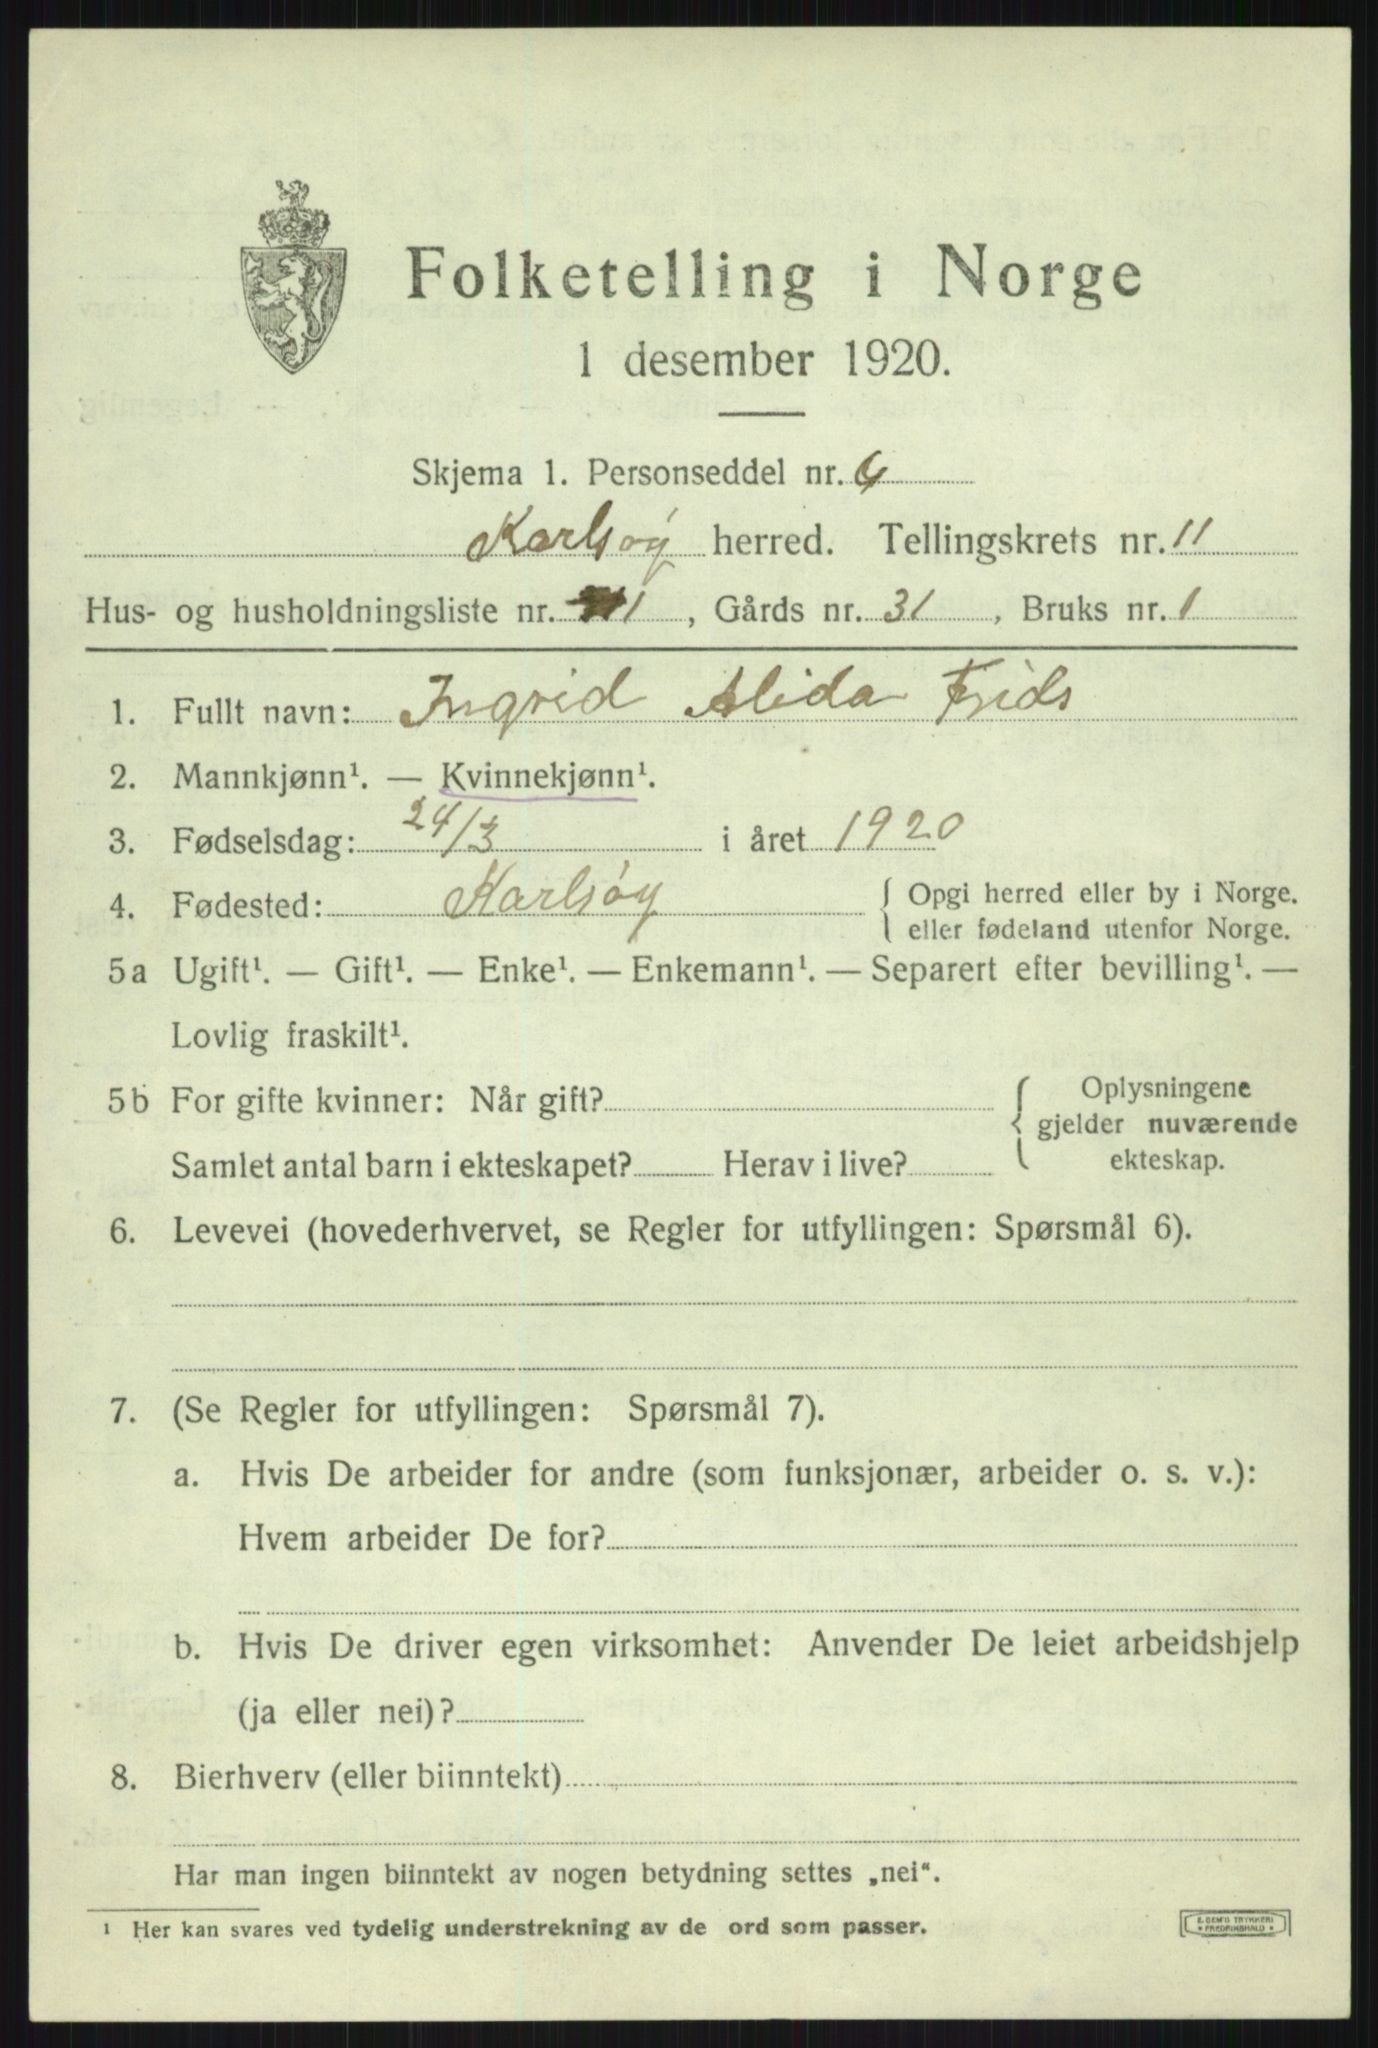 Folketelling i Norge
1 desember 1920.
Skjema 1. Personseddel nr. 6
Karlsøy herred. Tellingskrets nr. 11
Hus- og husholdningsliste nr. 1, Gårds nr. 31, Bruks nr. 1
1. Fullt navn: Ingrid Alida Frids
2. Mannkjønn¹. — Kvinnekjønn¹.
3. Fødselsdag: 24/3 i året 1920
4. Fødested: Karlsøy { Opgi herred eller by i Norge.
eller fødeland utenfor Norge.
5a Ugift¹. — Gift¹. — Enke¹. — Enkemann¹. — Separert efter bevilling¹. —
Lovlig fraskilt¹.
5b For gifte kvinner: Når gift? { Oplysningene
gjelder nuværende
Samlet antal barn i ekteskapet? Herav i live? ekteskap.
6. Levevei (hovederhvervet, se Regler for utfyllingen: Spørsmål 6).
7. (Se Regler for utfyllingen: Spørsmål 7).
a. Hvis De arbeider for andre (som funksjonær, arbeider o. s. v.):
Hvem arbeider De for?
b. Hvis De driver egen virksomhet: Anvender De leiet arbeidshjelp
(ja eller nei)?
8. Bierhverv (eller biinntekt)
Har man ingen biinntekt av nogen betydning settes „nei“.
¹ Her kan svares ved tydelig understrekning av de ord som passer.
E. SEM'S TRYKKERI
* FREDRIKSHALD *